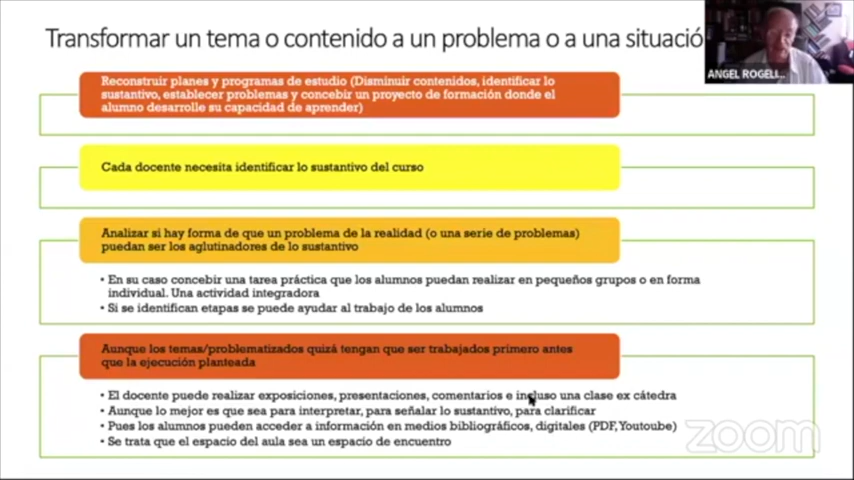 Transformar un tema o contenido a un problema o a una situació
ANGEL ROGELI...
Reconstruir planes y programas de estudio (Disminuir contenidos, identificar lo
sustantivo, establecer problemas y concebir un proyecto de formación donde el
alumno desarrolle su capacidad de aprender)
Cada docente necesita identificar lo sustantivo del curso
Analizar si hay forma de que un problema de la realidad (o una serie de problemas)
puedan ser los aglutinadores de lo sustantivo
• En su caso concebir una tarea práctica que los alumnos puedan realizar en pequeños grupos o en forma
individual. Una actividad integradora
• Si se identifican etapas se puede ayudar al trabajo de los alumnos
Aunque los temas/problematizados quizá tengan que ser trabajados primero antes
que la ejecución planteada
• El docente puede realizar exposiciones, presentaciones, comentarios e incluso una clase ex cátedra
• Aunque lo mejor es que sea para interpretar, para señalar lo sustantivo, para clarificar
• Pues los alumnos pueden acceder a información en medios bibliográficos, digitales (PDF, Youtoube)
• Se trata que el espacio del aula sea un espacio de encuentro
zoom